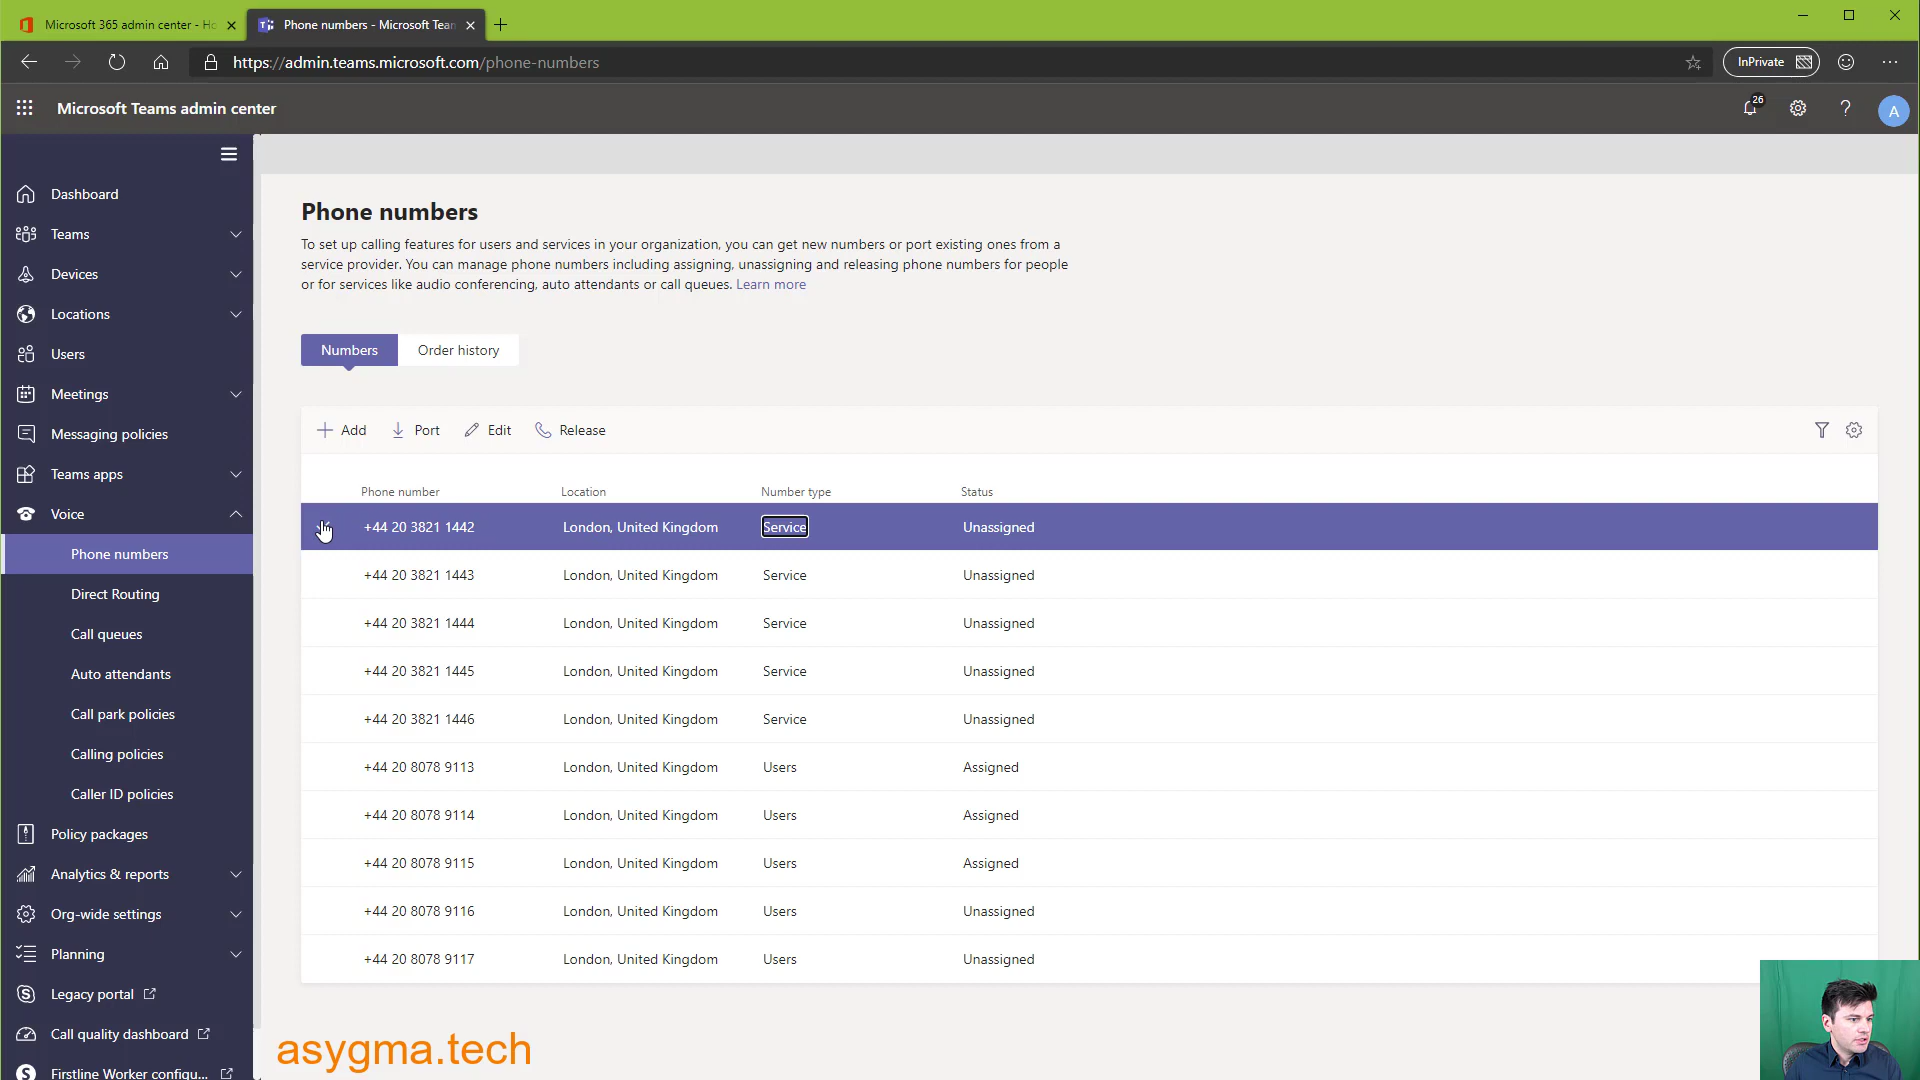 Microsoft 365 admin center - Ho
Phone numbers - Microsoft Tea
https://admin.teams.microsoft.com/phone-numbers
InPrivate
Microsoft Teams admin center
26
?
A
Dashboard
Teams
Devices
Locations
Users
Meetings
Messaging policies
Teams apps
Voice
Phone numbers
Direct Routing
Call queues
Auto attendants
Call park policies
Calling policies
Caller ID policies
Policy packages
Analytics & reports
Org-wide settings
Planning
Legacy portal
Call quality dashboard
Firstline Worker configu...
Phone numbers
To set up calling features for users and services in your organization, you can get new numbers or port existing ones from a
service provider. You can manage phone numbers including assigning, unassigning and releasing phone numbers for people
or for services like audio conferencing, auto attendants or call queues. Learn more
Numbers Order history
Add Port Edit Release
Phone number Location Number type Status
+44 20 3821 1442 London, United Kingdom Service Unassigned
+44 20 3821 1443 London, United Kingdom Service Unassigned
+44 20 3821 1444 London, United Kingdom Service Unassigned
+44 20 3821 1445 London, United Kingdom Service Unassigned
+44 20 3821 1446 London, United Kingdom Service Unassigned
+44 20 8078 9113 London, United Kingdom Users Assigned
+44 20 8078 9114 London, United Kingdom Users Assigned
+44 20 8078 9115 London, United Kingdom Users Assigned
+44 20 8078 9116 London, United Kingdom Users Unassigned
+44 20 8078 9117 London, United Kingdom Users Unassigned
asygma.tech